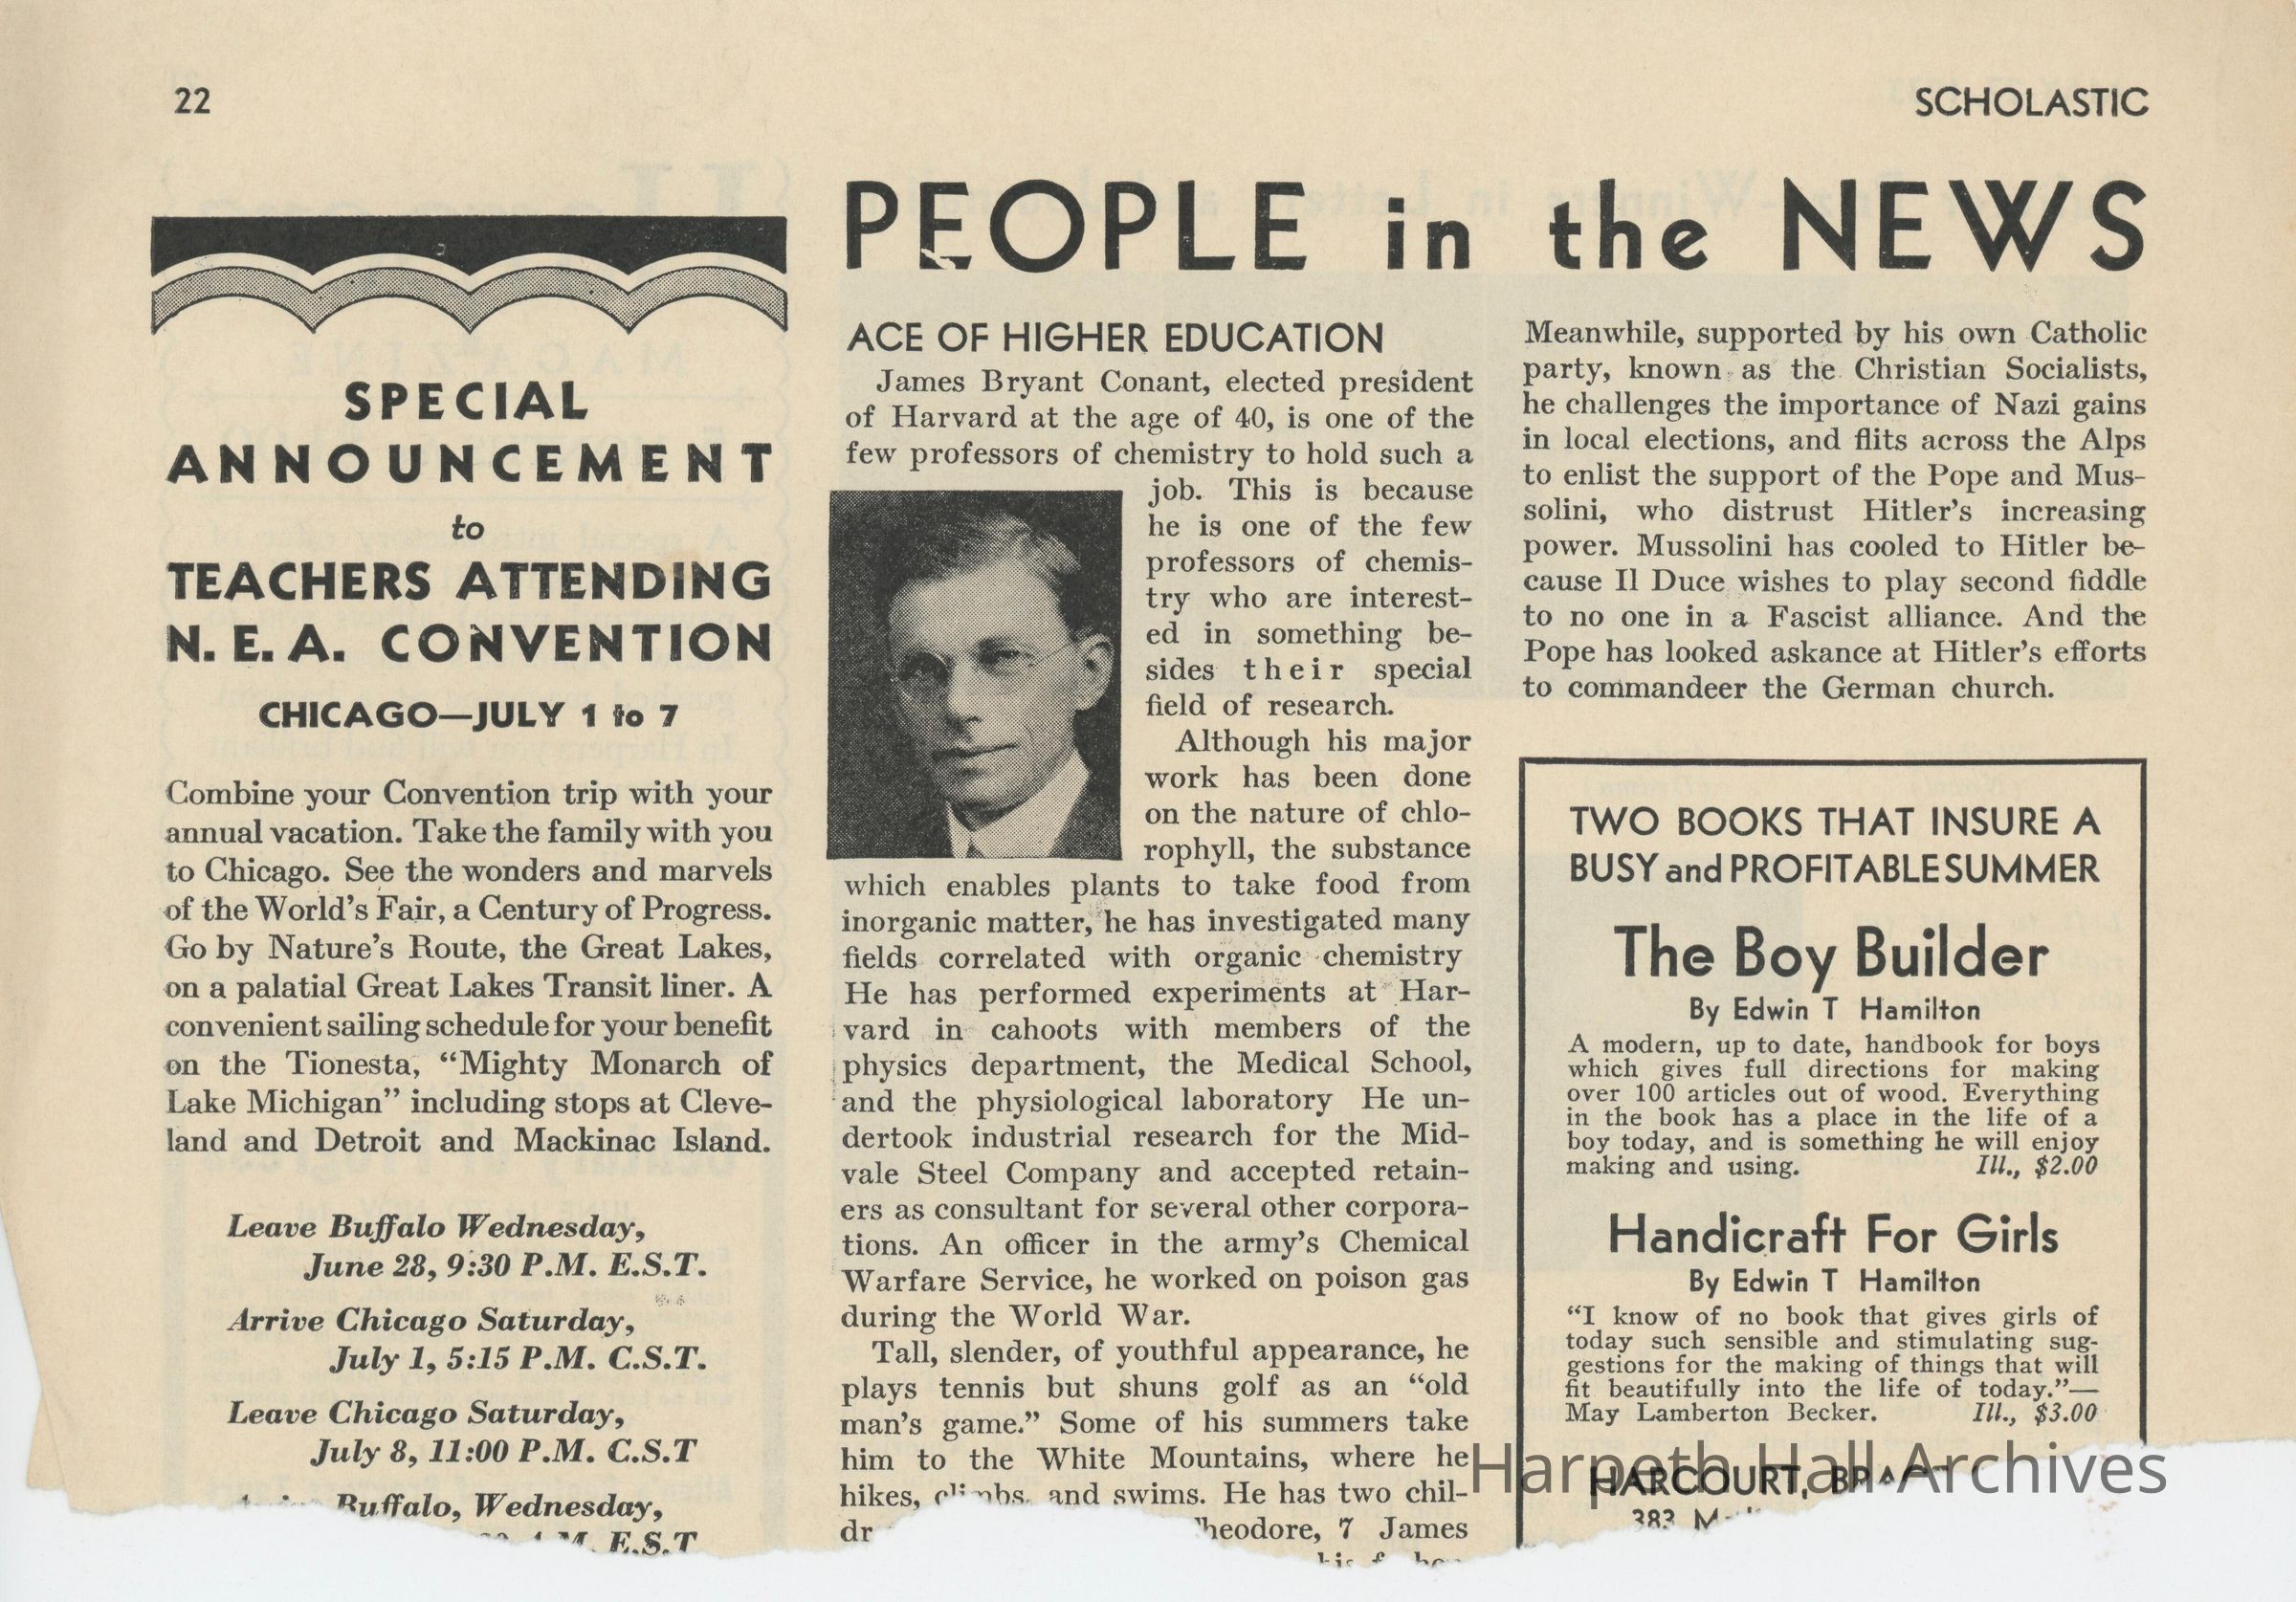 22
SCHOLASTIC
SPECIAL
ANNOUNCEMENT
to
TEACHERS ATTENDING
N. E. A. CONVENTION
CHICAGO—JULY 1 to 7
Combine your Convention trip with your
annual vacation. Take the family with you
to Chicago. See the wonders and marvels
of the World's Fair, a Century of Progress.
Go by Nature's Route, the Great Lakes,
on a palatial Great Lakes Transit liner. A
convenient sailing schedule for your benefit
on the Tionesta, "Mighty Monarch of
Lake Michigan" including stops at Cleve-
land and Detroit and Mackinac Island.
Leave Buffalo Wednesday,
June 28, 9:30 P.M. E.S.T.
Arrive Chicago Saturday,
July 1, 5:15 P.M. C.S.T.
Leave Chicago Saturday,
July 8, 11:00 P.M. C.S.T
Buffalo, Wednesday,
E.S.T
PEOPLE in the NEWS
ACE OF HIGHER EDUCATION
James Bryant Conant, elected president
of Harvard at the age of 40, is one of the
few professors of chemistry to hold such a
job. This is because
he is one of the few
professors of chemis-
try who are interest-
ed in something be-
sides their special
field of research.
Although his major
work has been done
on the nature of chlo-
rophyll, the substance
which enables plants to take food from
inorganic matter, he has investigated many
fields correlated with organic chemistry
He has performed experiments at Har-
vard in cahoots with members of the
physics department, the Medical School,
and the physiological laboratory He un-
dertook industrial research for the Mid-
vale Steel Company and accepted retain-
ers as consultant for several other corpora-
tions. An officer in the army's Chemical
Warfare Service, he worked on poison gas
during the World War.
Tall, slender, of youthful appearance, he
plays tennis but shuns golf as an "old
man's game." Some of his summers take
him to the White Mountains, where he
hikes, climbs, and swims. He has two chil-
dr heodore, 7 James
Meanwhile, supported by his own Catholic
party, known as the Christian Socialists,
he challenges the importance of Nazi gains
in local elections, and flits across the Alps
to enlist the support of the Pope and Mus-
solini, who distrust Hitler's increasing
power. Mussolini has cooled to Hitler be-
cause Il Duce wishes to play second fiddle
to no one in a Fascist alliance. And the
Pope has looked askance at Hitler's efforts
to commandeer the German church.
TWO BOOKS THAT INSURE A
BUSY and PROFITABLE SUMMER
The Boy Builder
By Edwin T Hamilton
A modern, up to date, handbook for boys
which gives full directions for making
over 100 articles out of wood. Everything
in the book has a place in the life of a
boy today, and is something he will enjoy
making and using. Ill., $2.00
Handicraft For Girls
By Edwin T Hamilton
"I know of no book that gives girls of
today such sensible and stimulating sug-
gestions for the making of things that will
fit beautifully into the life of today."—
May Lamberton Becker. Ill., $3.00
HARCOURT,
383
Harpeth Hall Archives